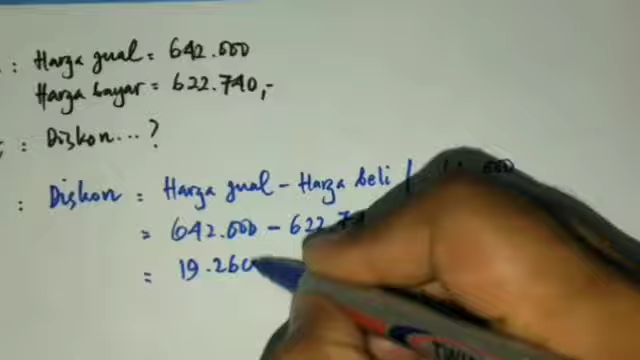 : Harga jual = 642.000
Harga bayar = 622.740,-
: Diskon...?
: Diskon = Harga jual - Harga beli /
= 642.000 - 622.7
= 19.260
TWIN